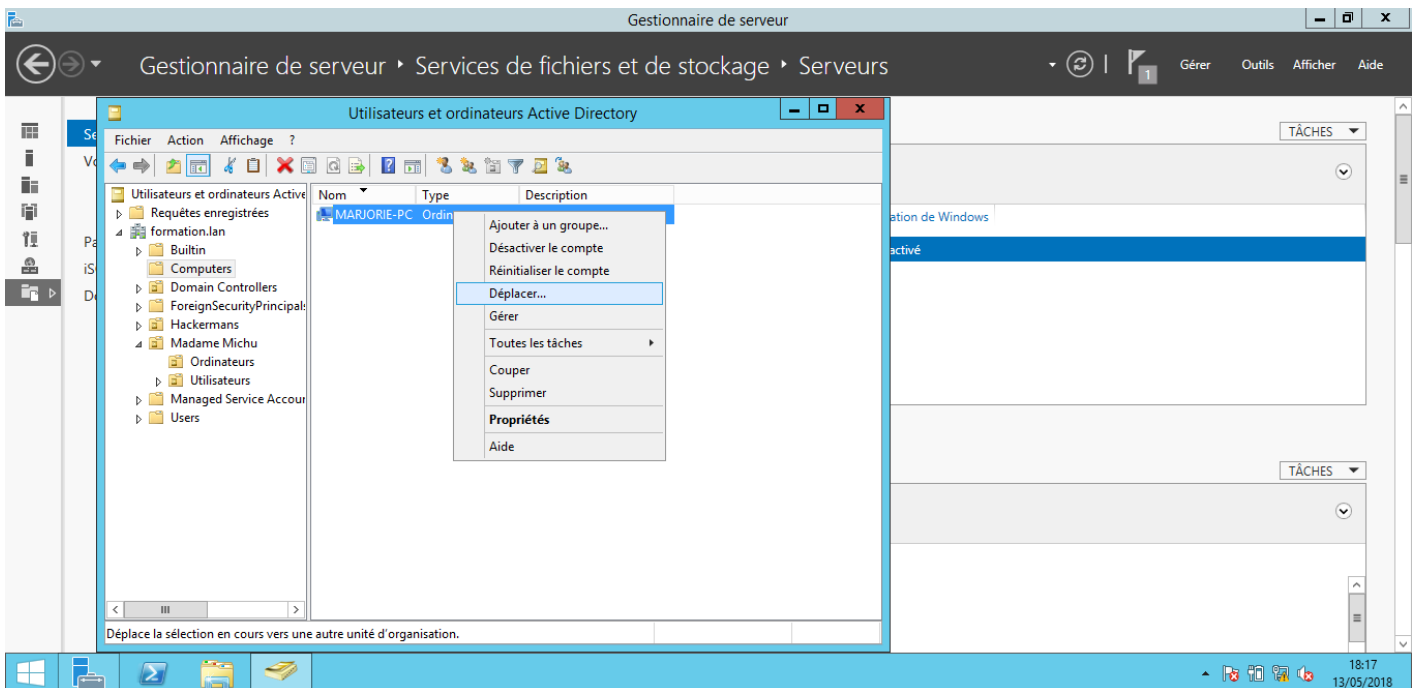 Gestionnaire de serveur
Gestionnaire de serveur ‣ Services de fichiers et de stockage ‣ Serveurs
1
Gérer Outils Afficher Aide
Utilisateurs et ordinateurs Active Directory
Fichier Action Affichage ?
TÂCHES
Utilisateurs et ordinateurs Active
Requêtes enregistrées
formation.lan
Builtin
Computers
Domain Controllers
ForeignSecurityPrincipals
Hackermans
Madame Michu
Ordinateurs
Utilisateurs
Managed Service Accour
Users
Nom Type Description
MARJORIE-PC Ordin
Ajouter à un groupe...
Désactiver le compte
Réinitialiser le compte
Déplacer...
Gérer
Toutes les tâches
Couper
Supprimer
Propriétés
Aide
ation de Windows
activé
TÂCHES
Déplace la sélection en cours vers une autre unité d'organisation.
18:17
13/05/2018